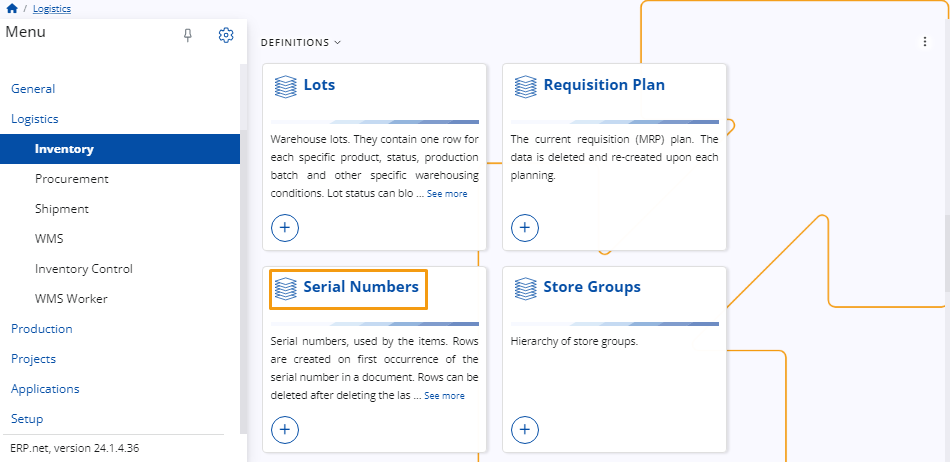 / Logistics
Menu
General
Logistics
Inventory
Procurement
Shipment
WMS
Inventory Control
WMS Worker
Production
Projects
Applications
Setup
ERP.net, version 24.1.4.36
DEFINITIONS
Lots
Warehouse lots. They contain one row for
each specific product, status, production
batch and other specific warehousing
conditions. Lot status can blo ... See more
Requisition Plan
The current requisition (MRP) plan. The
data is deleted and re-created upon each
planning.
Serial Numbers
Serial numbers, used by the items. Rows
are created on first occurrence of the
serial number in a document. Rows can be
deleted after deleting the las ... See more
Store Groups
Hierarchy of store groups.